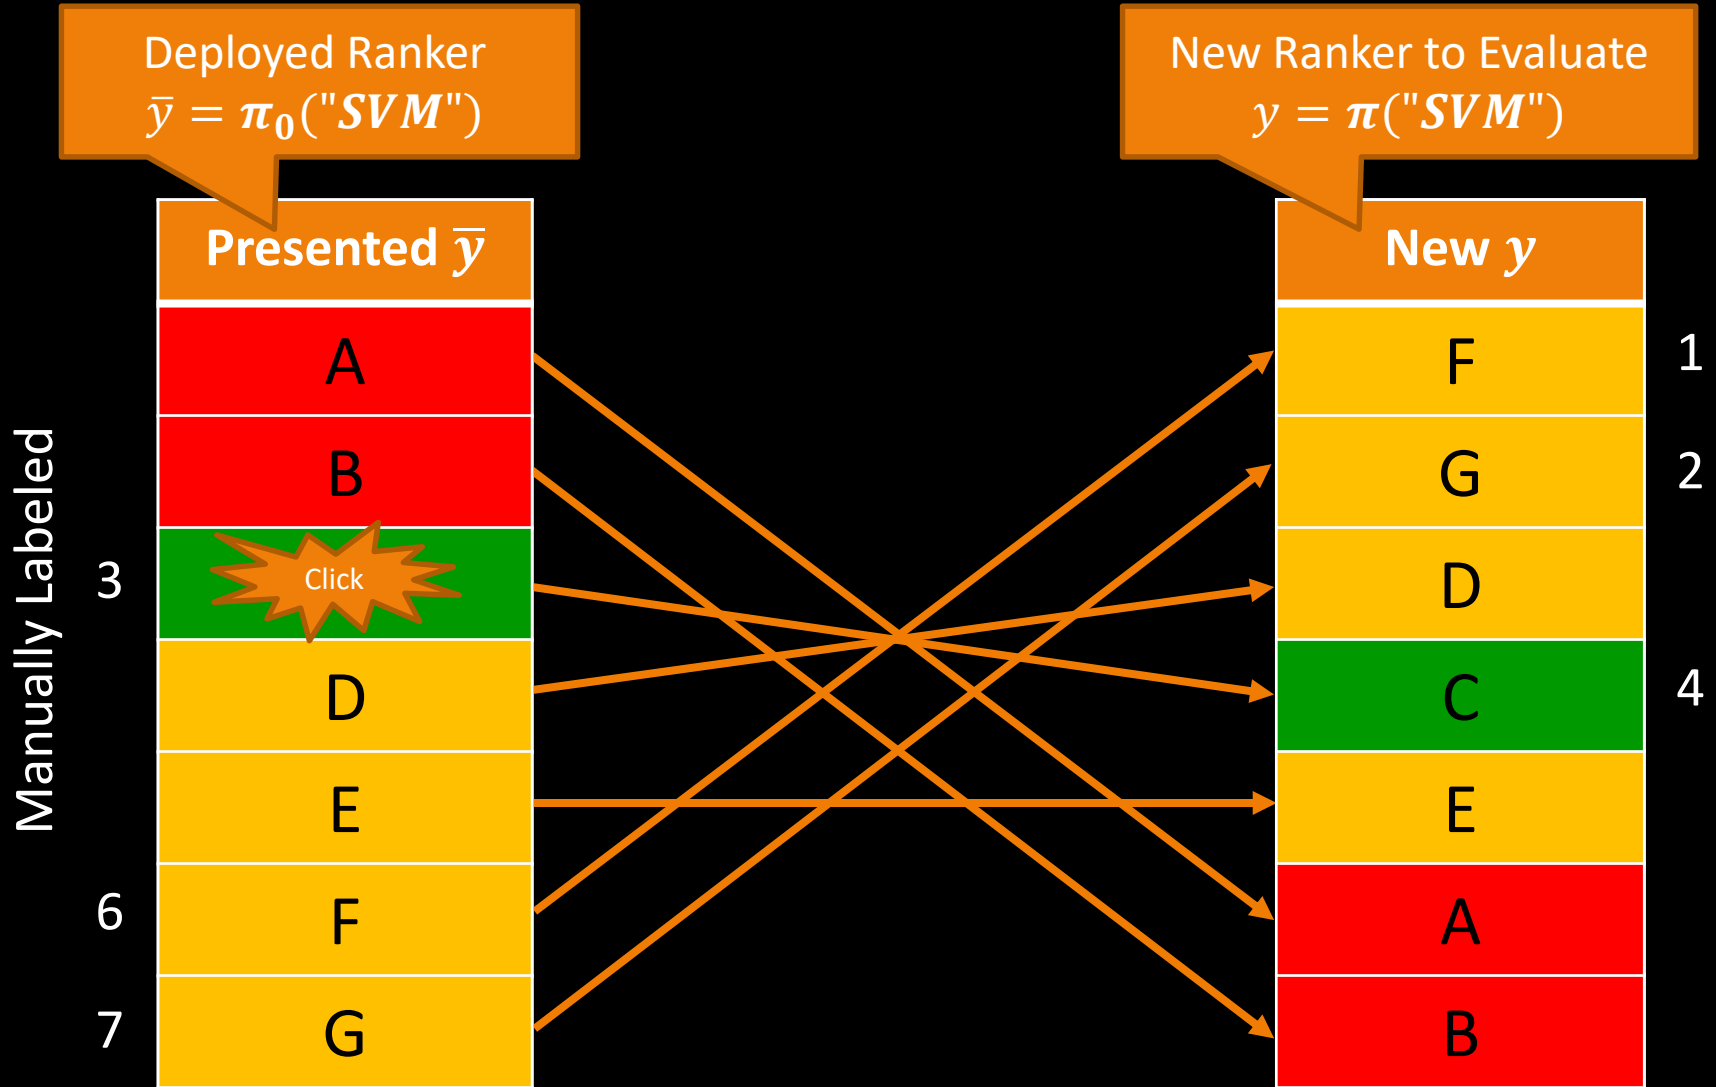 Deployed Ranker
ȳ = π₀("SVM")
New Ranker to Evaluate
y = π("SVM")
Presented ȳ
New y
Manually Labeled
A
B
3
Click
D
E
6
F
7
G
F
1
G
2
D
C
4
E
A
B